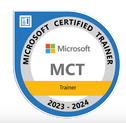 MICROSOFT CERTIFIED TRAINER
Microsoft
MCT
Trainer
2023 - 2024